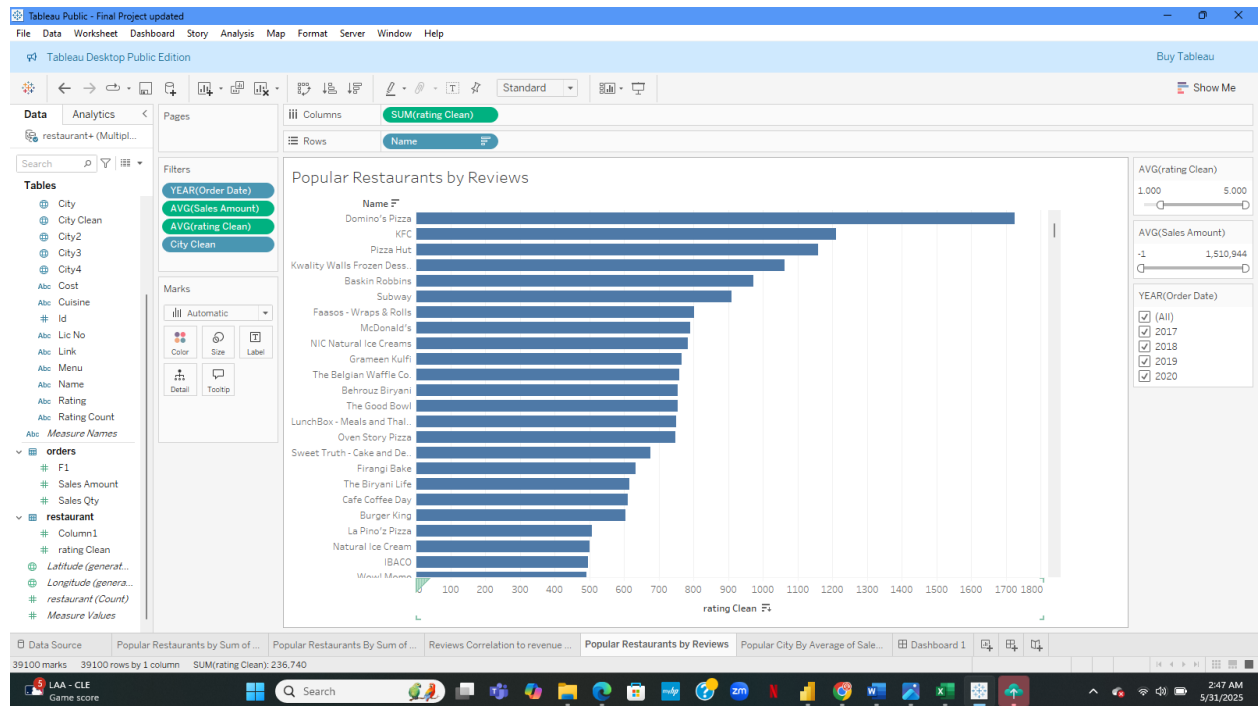 Tableau Public - Final Project updated
File Data Worksheet Dashboard Story Analysis Map Format Server Window Help
Tableau Desktop Public Edition
Buy Tableau
Standard
Show Me
Data Analytics
restaurant+ (Multipl...
Search
Tables
City
City Clean
City2
City3
City4
Abc Cost
Abc Cuisine
# Id
Abc Lic No
Abc Link
Abc Menu
Abc Name
Abc Rating
Abc Rating Count
Abc Measure Names
orders
# F1
# Sales Amount
# Sales Qty
restaurant
# Column1
# rating Clean
Latitude (generat...
Longitude (genera...
# restaurant (Count)
# Measure Values
Pages
Filters
YEAR(Order Date)
AVG(Sales Amount)
AVG(rating Clean)
City Clean
Marks
Automatic
Color Size Label
Detail Tooltip
Columns SUM(rating Clean)
Rows Name
Popular Restaurants by Reviews
Name
Domino's Pizza
KFC
Pizza Hut
Kwality Walls Frozen Dess..
Baskin Robbins
Subway
Faasos - Wraps & Rolls
McDonald's
NIC Natural Ice Creams
Grameen Kulfi
The Belgian Waffle Co.
Behrouz Biryani
The Good Bowl
LunchBox - Meals and Thal..
Oven Story Pizza
Sweet Truth - Cake and De..
Firangi Bake
The Biryani Life
Cafe Coffee Day
Burger King
La Pino'z Pizza
Natural Ice Cream
IBACO
Wow! Momo
0 100 200 300 400 500 600 700 800 900 1000 1100 1200 1300 1400 1500 1600 1700 1800
rating Clean
AVG(rating Clean)
1.000 5.000
AVG(Sales Amount)
-1 1,510,944
YEAR(Order Date)
(All)
2017
2018
2019
2020
Data Source Popular Restaurants by Sum of ... Popular Restaurants By Sum of ... Reviews Correlation to revenue ... Popular Restaurants by Reviews Popular City By Average of Sale... Dashboard 1
39100 marks 39100 rows by 1 column SUM(rating Clean): 236,740
5 LAA - CLE
Game score
Search
zm
N
2:47 AM
5/31/2025